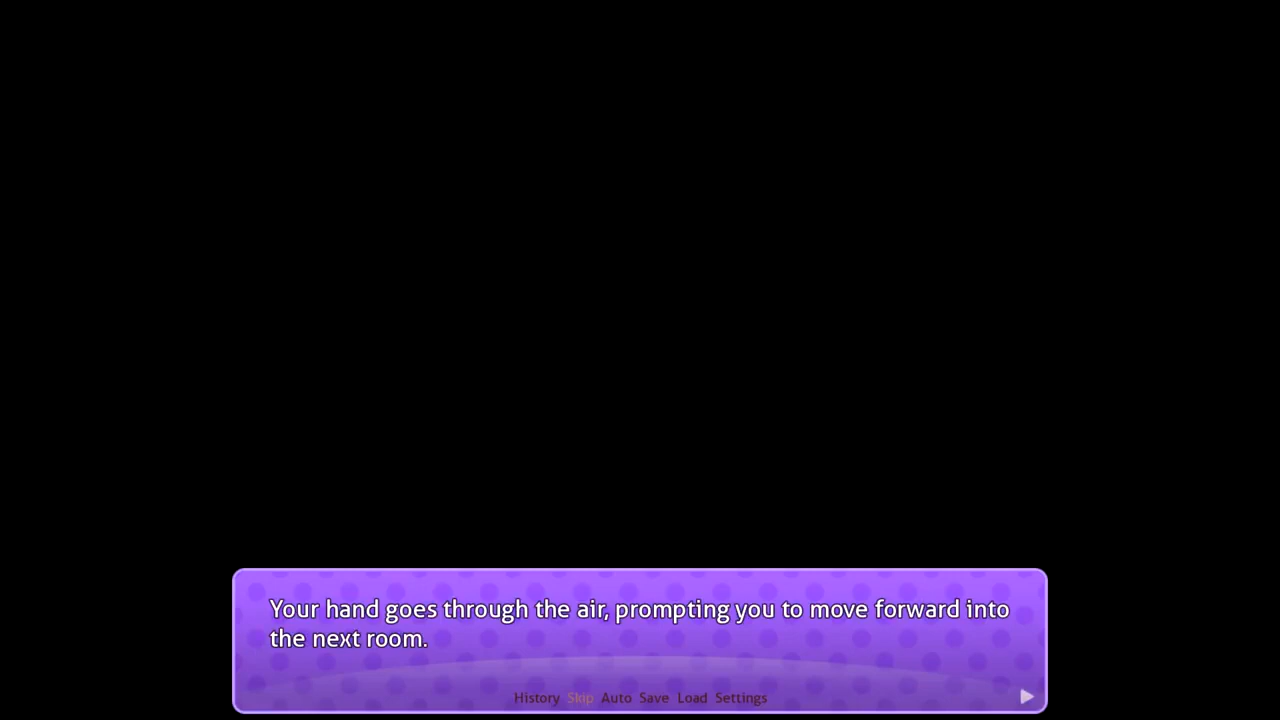 Your hand goes through the air, prompting you to move forward into
the next room.
History Skip Auto Save Load Settings